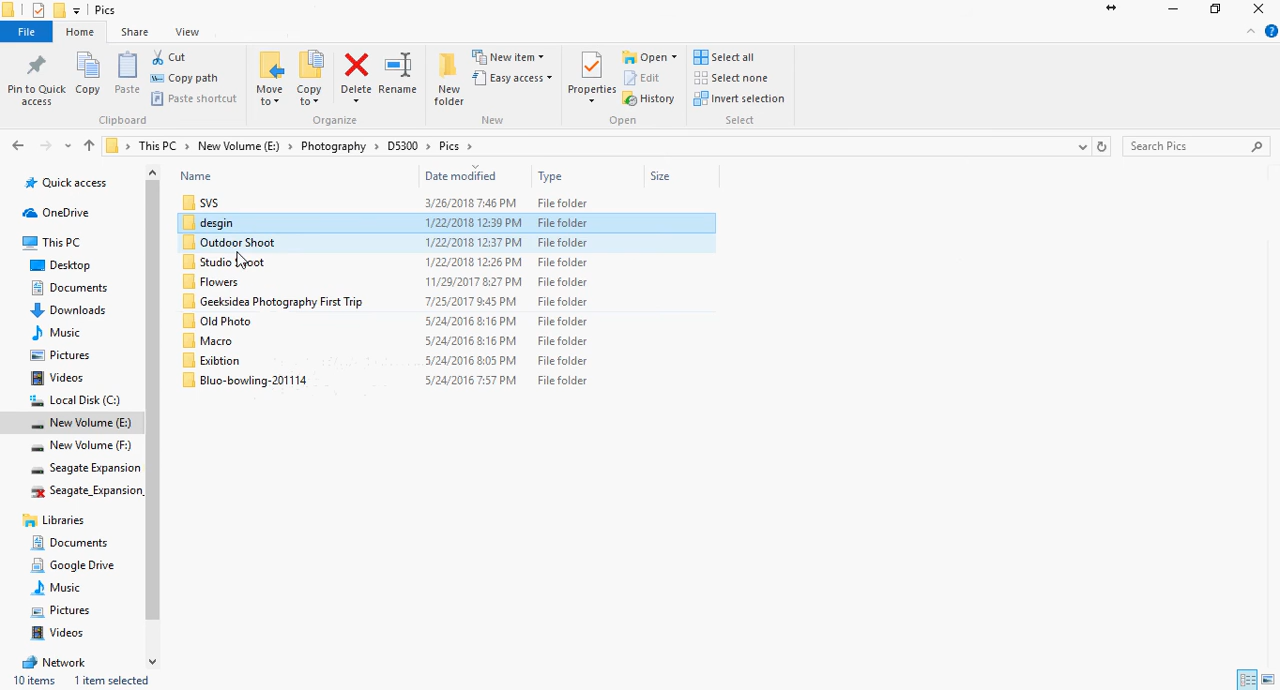 Pics
File Home Share View
Pin to Quick access
Copy
Paste
Cut
Copy path
Paste shortcut
Clipboard
Move to
Copy to
Delete
Rename
Organize
New folder
New item
Easy access
New
Properties
Open
Edit
History
Open
Select all
Select none
Invert selection
Select
This PC New Volume (E:) Photography D5300 Pics
Search Pics
Quick access
OneDrive
This PC
Desktop
Documents
Downloads
Music
Pictures
Videos
Local Disk (C:)
New Volume (E:)
New Volume (F:)
Seagate Expansion
Seagate_Expansion_
Libraries
Documents
Google Drive
Music
Pictures
Videos
Network
Name Date modified Type Size
SVS 3/26/2018 7:46 PM File folder
desgin 1/22/2018 12:39 PM File folder
Outdoor Shoot 1/22/2018 12:37 PM File folder
Studio Shoot 1/22/2018 12:26 PM File folder
Flowers 11/29/2017 8:27 PM File folder
Geeksidea Photography First Trip 7/25/2017 9:45 PM File folder
Old Photo 5/24/2016 8:16 PM File folder
Macro 5/24/2016 8:16 PM File folder
Exibtion 5/24/2016 8:05 PM File folder
Bluo-bowling-201114 5/24/2016 7:57 PM File folder
10 items 1 item selected